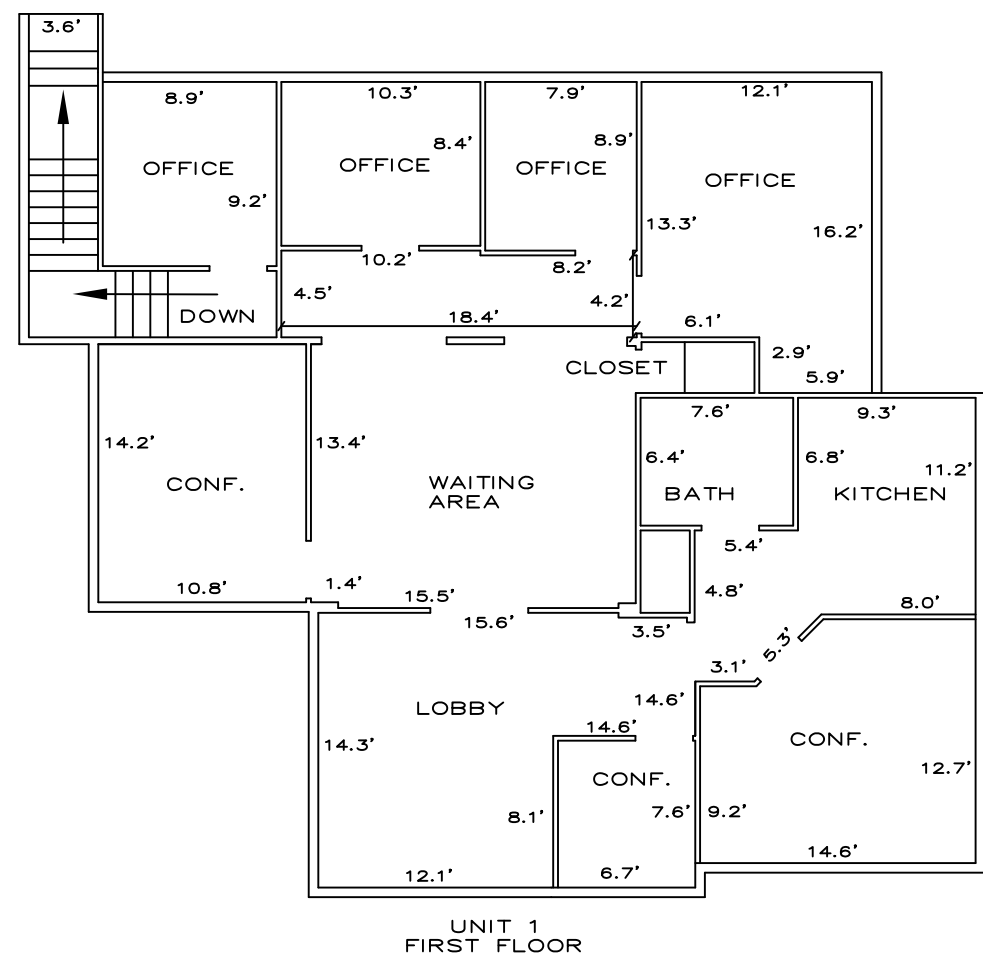 3.6'
8.9'
10.3'
7.9'
12.1'
8.4'
8.9'
OFFICE
OFFICE
OFFICE
OFFICE
9.2'
13.3'
16.2'
10.2'
8.2'
4.5'
4.2'
DOWN
18.4'
6.1'
2.9'
CLOSET
5.9'
7.6'
9.3'
14.2'
13.4'
6.4'
6.8'
11.2'
CONF.
WAITING
AREA
BATH
KITCHEN
5.4'
10.8'
1.4'
15.5'
4.8'
8.0'
15.6'
3.5'
5.3'
3.1'
14.6'
LOBBY
14.6'
14.3'
CONF.
CONF.
12.7'
8.1'
7.6'
9.2'
14.6'
12.1'
6.7'
UNIT 1
FIRST FLOOR